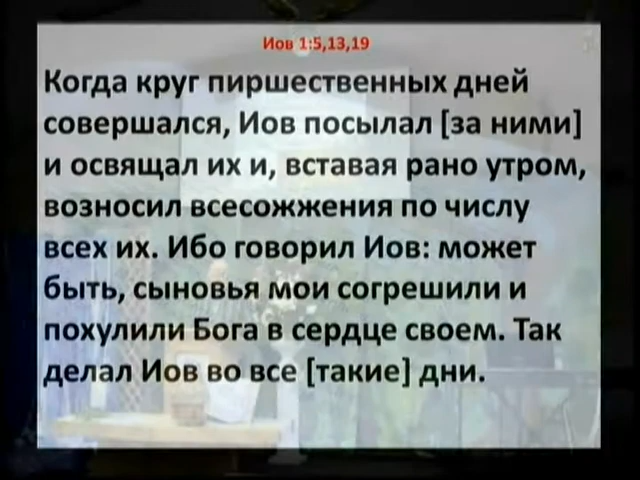 Иов 1:5,13,19
Когда круг пиршественных дней
совершался, Иов посылал [за ними]
и освящал их и, вставая рано утром,
возносил всесожжения по числу
всех их. Ибо говорил Иов: может
быть, сыновья мои согрешили и
похулили Бога в сердце своем. Так
делал Иов во все [такие] дни.